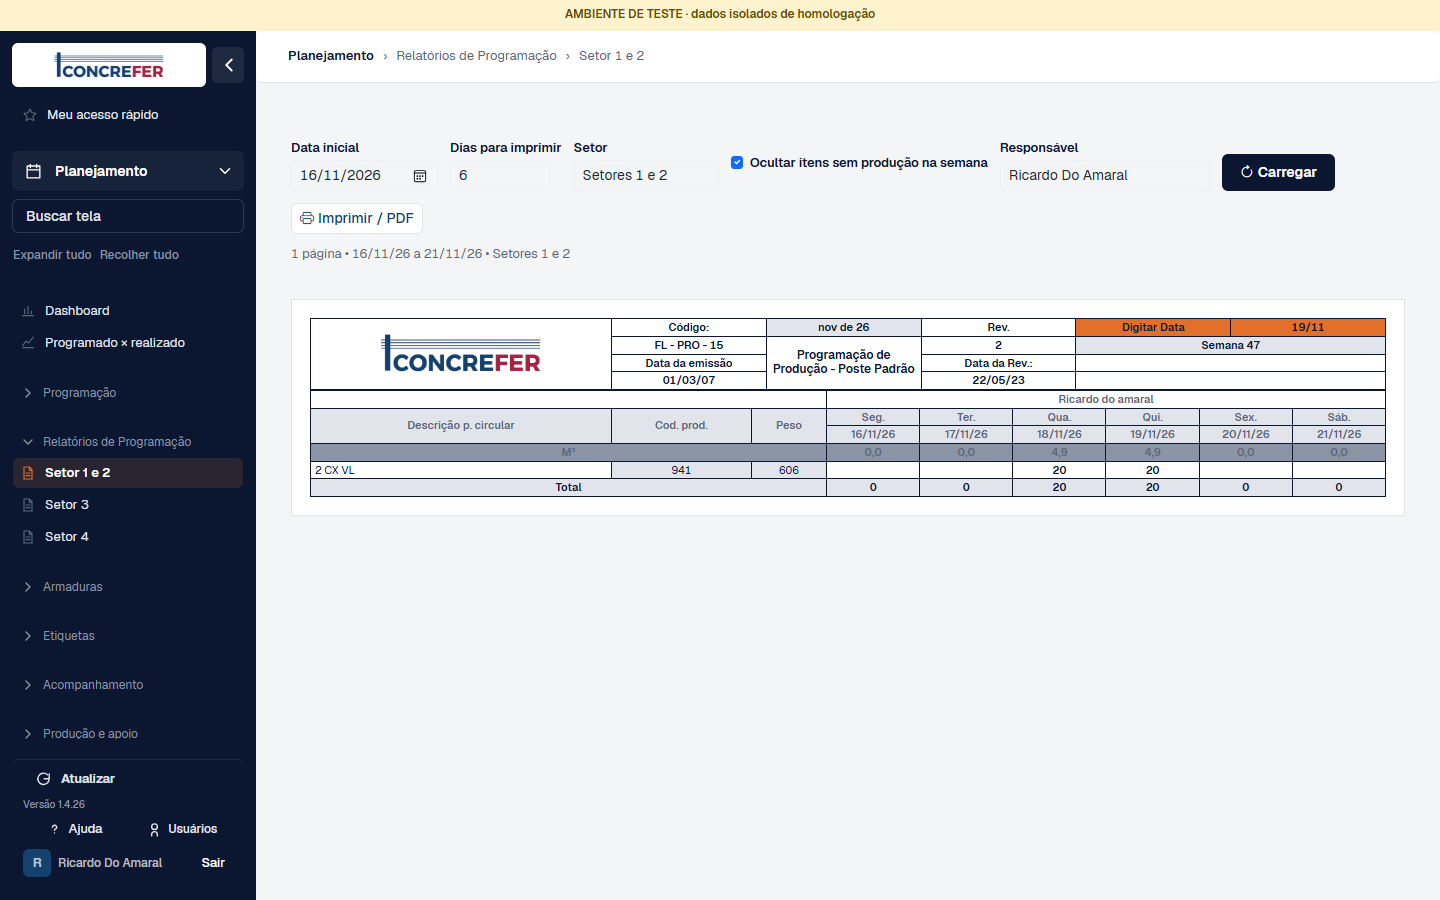 AMBIENTE DE TESTE · dados isolados de homologação
CONCREFER
Meu acesso rápido
Planejamento
Buscar tela
Expandir tudo Recolher tudo
Dashboard
Programado × realizado
Programação
Relatórios de Programação
Setor 1 e 2
Setor 3
Setor 4
Armaduras
Etiquetas
Acompanhamento
Produção e apoio
Atualizar
Versão 1.4.26
? Ajuda Usuários
R Ricardo Do Amaral Sair
Planejamento › Relatórios de Programação › Setor 1 e 2
Data inicial Dias para imprimir Setor Ocultar itens sem produção na semana Responsável
16/11/2026 6 Setores 1 e 2 Ricardo Do Amaral Carregar
Imprimir / PDF
1 página • 16/11/26 a 21/11/26 • Setores 1 e 2
CONCREFER
Código: nov de 26 Rev. Digitar Data 19/11
FL - PRO - 15 Programação de Produção - Poste Padrão 2 Semana 47
Data da emissão Data da Rev.:
01/03/07 22/05/23
Ricardo do amaral
Descrição p. circular Cod. prod. Peso Seg. Ter. Qua. Qui. Sex. Sáb.
16/11/26 17/11/26 18/11/26 19/11/26 20/11/26 21/11/26
M³ 0,0 0,0 4,9 4,9 0,0 0,0
2 CX VL 941 606 20 20
Total 0 0 20 20 0 0